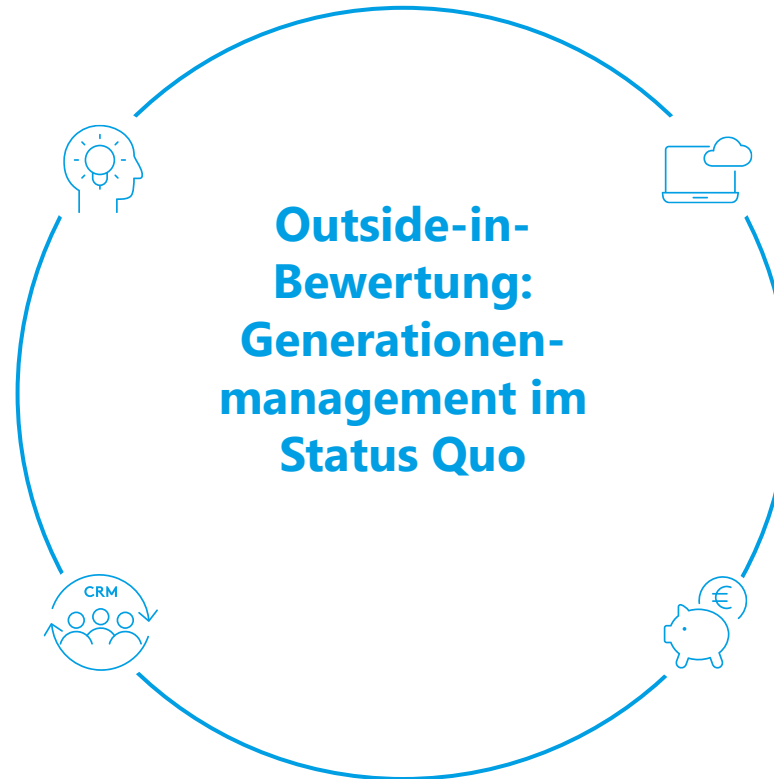 Outside-in-
Bewertung:
Generationen-
management im
Status Quo
CRM
€